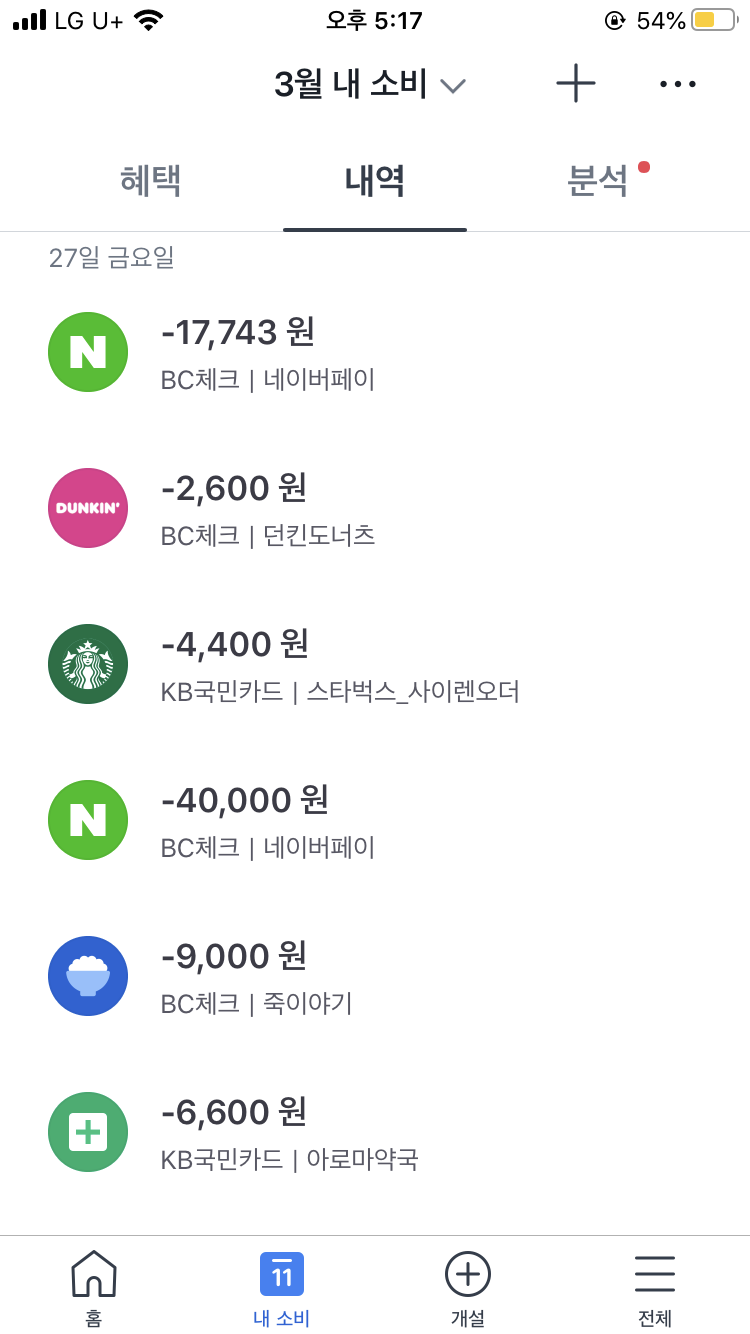 LG U+ 오후 5:17 54%
3월 내 소비
혜택 내역 분석
27일 금요일
N
-17,743 원
BC체크 | 네이버페이
DUNKIN'
-2,600 원
BC체크 | 던킨도너츠
-4,400 원
KB국민카드 | 스타벅스_사이렌오더
N
-40,000 원
BC체크 | 네이버페이
-9,000 원
BC체크 | 죽이야기
-6,600 원
KB국민카드 | 아로마약국
11
홈 내 소비 개설 전체